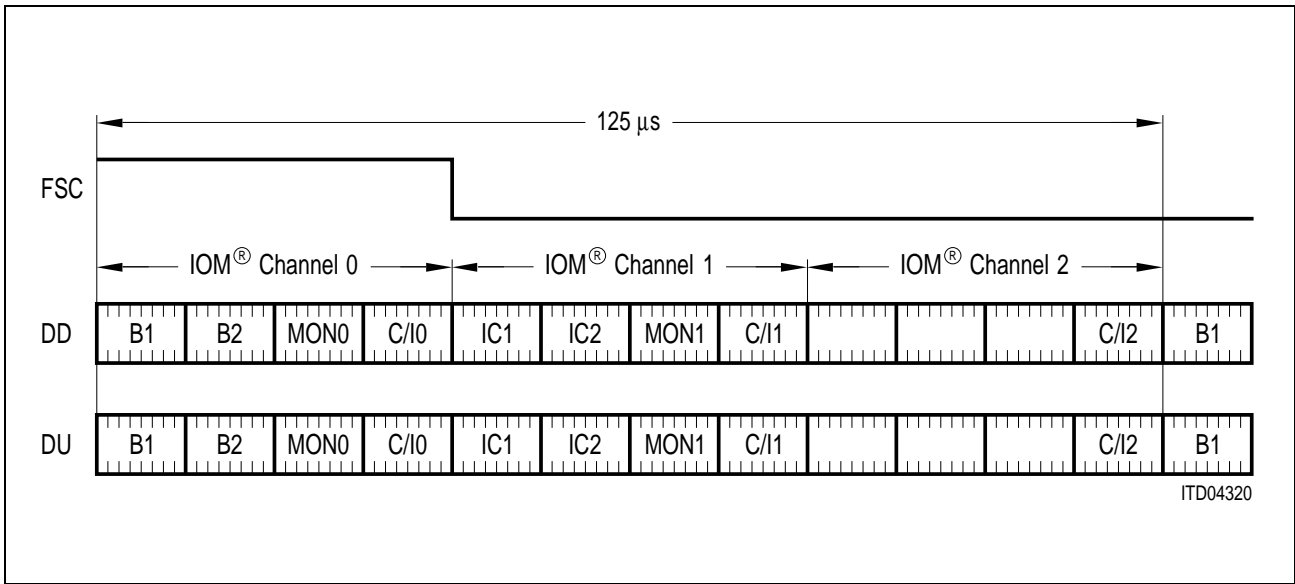 125 μs
FSC
IOM® Channel 0 IOM® Channel 1 IOM® Channel 2
DD B1 B2 MON0 C/I0 IC1 IC2 MON1 C/I1 C/I2 B1
DU B1 B2 MON0 C/I0 IC1 IC2 MON1 C/I1 C/I2 B1
ITD04320